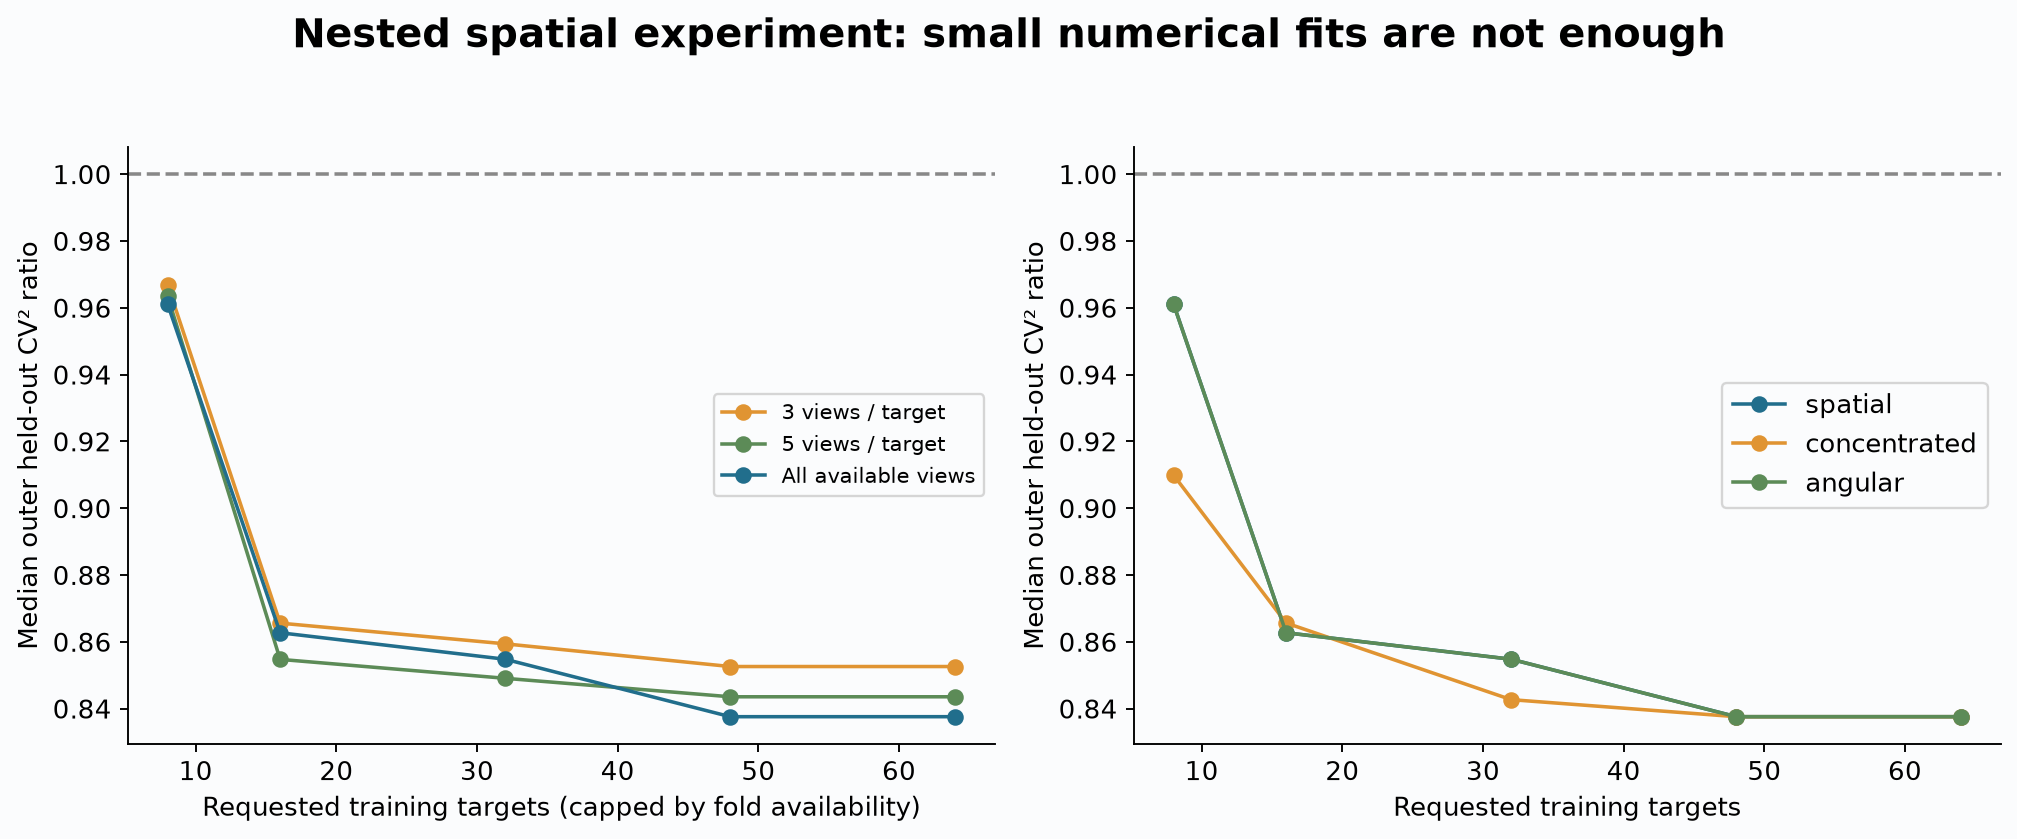 Nested spatial experiment: small numerical fits are not enough
Median outer held-out CV² ratio
1.00
0.98
0.96
0.94
0.92
0.90
0.88
0.86
0.84
3 views / target
5 views / target
All available views
10 20 30 40 50 60
Requested training targets (capped by fold availability)
Median outer held-out CV² ratio
1.00
0.98
0.96
0.94
0.92
0.90
0.88
0.86
0.84
spatial
concentrated
angular
10 20 30 40 50 60
Requested training targets